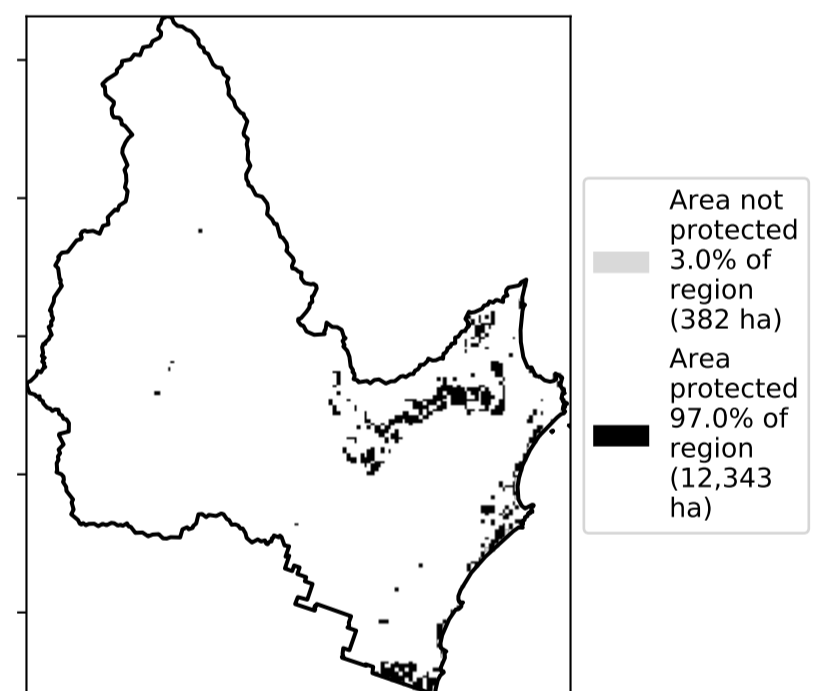 Area not
protected
3.0% of
region
(382 ha)
Area
protected
97.0% of
region
(12,343
ha)